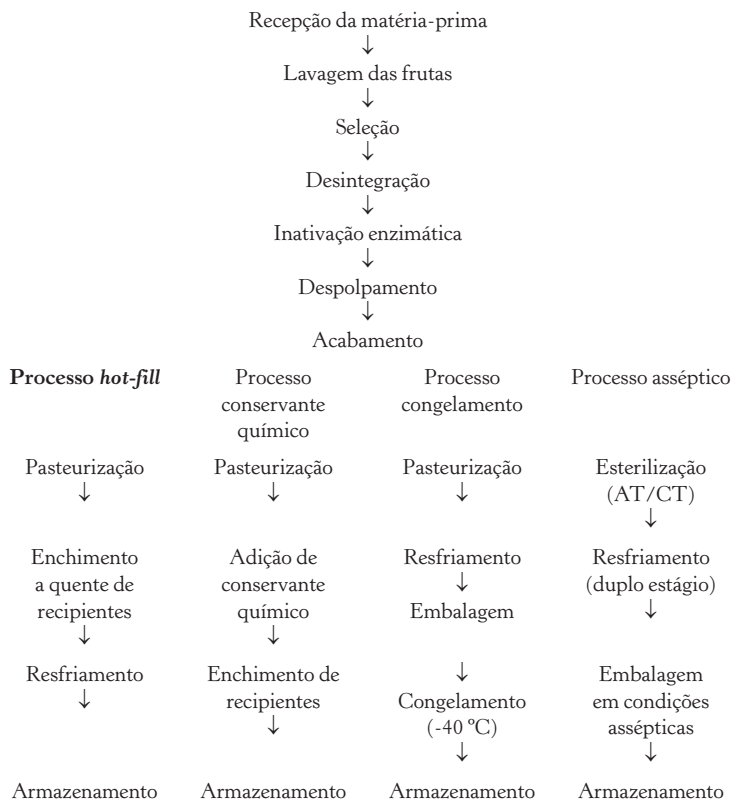 Recepção da matéria-prima
↓
Lavagem das frutas
↓
Seleção
↓
Desintegração
↓
Inativação enzimática
↓
Despolpamento
↓
Acabamento
Processo hot-fill
Processo
conservante
químico
Processo
congelamento
Processo asséptico
Pasteurização
↓
Enchimento
a quente de
recipientes
↓
Resfriamento
↓
Armazenamento
Pasteurização
↓
Adição de
conservante
químico
↓
Enchimento de
recipientes
↓
Armazenamento
Pasteurização
↓
Resfriamento
↓
Embalagem
↓
Congelamento
(-40 °C)
↓
Armazenamento
Esterilização
(AT/CT)
↓
Resfriamento
(duplo estágio)
↓
Embalagem
em condições
assépticas
↓
Armazenamento